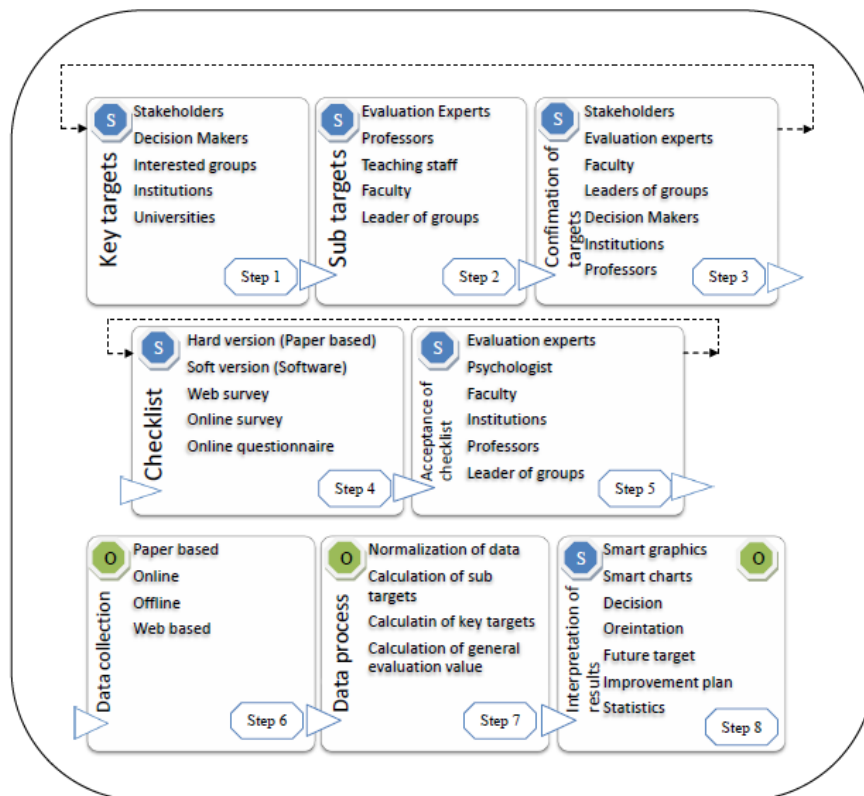 S
Key targets
Stakeholders
Decision Makers
Interested groups
Institutions
Universities
Step 1
S
Sub targets
Evaluation Experts
Professors
Teaching staff
Faculty
Leader of groups
Step 2
S
Confimation of
targets
Stakeholders
Evaluation experts
Faculty
Leaders of groups
Decision Makers
Institutions
Professors
Step 3
S
Checklist
Hard version (Paper based)
Soft version (Software)
Web survey
Online survey
Online questionnaire
Step 4
S
Acceptance of
checklist
Evaluation experts
Psychologist
Faculty
Institutions
Professors
Leader of groups
Step 5
O
Data collection
Paper based
Online
Offline
Web based
Step 6
O
Data process
Normalization of data
Calculation of sub
targets
Calculatin of key targets
Calculation of general
evaluation value
Step 7
S
Interpretation of
results
Smart graphics
Smart charts
Decision
Oreintation
Future target
Improvement plan
Statistics
O
Step 8